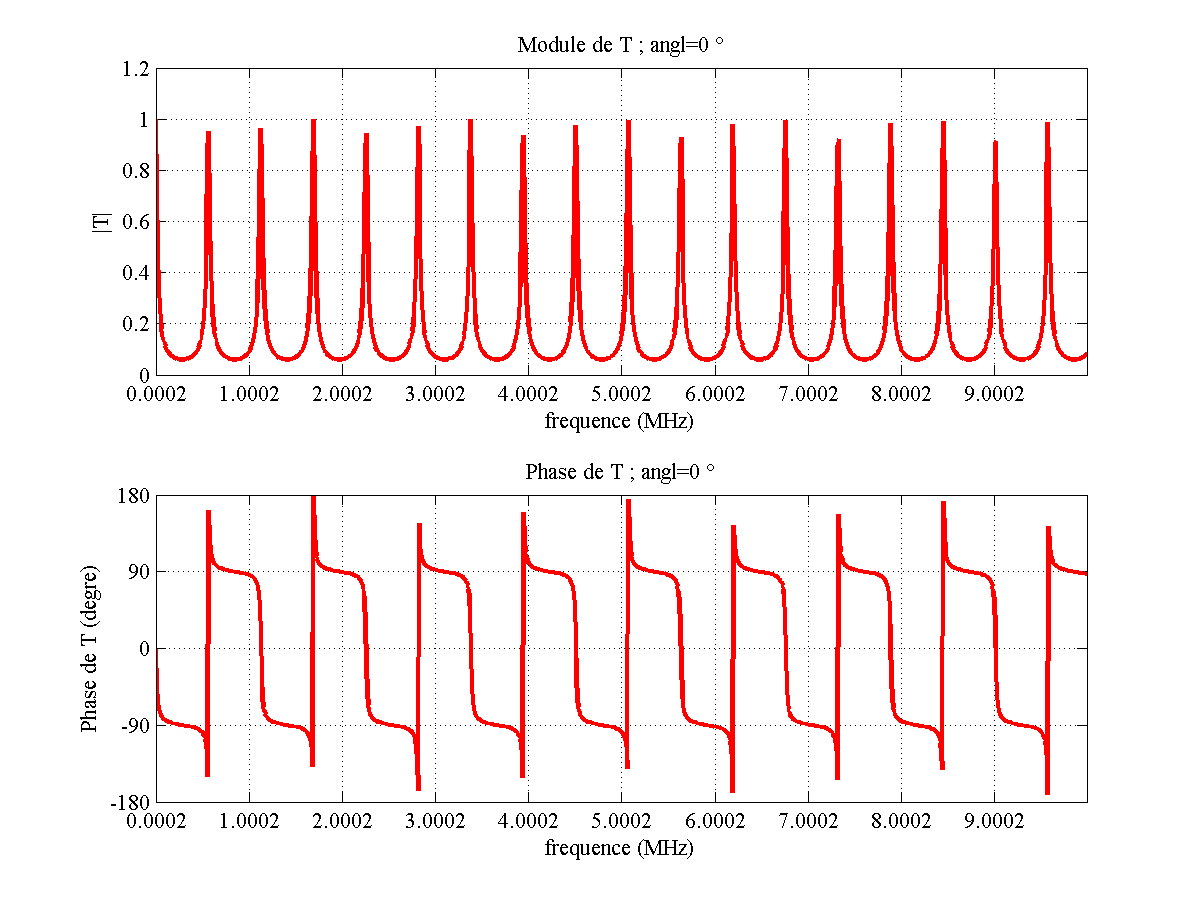 Module de T ; angl=0 °
1.2
1
0.8
0.6
0.4
0.2
0
|T|
0.0002 1.0002 2.0002 3.0002 4.0002 5.0002 6.0002 7.0002 8.0002 9.0002
frequence (MHz)
Phase de T ; angl=0 °
180
90
0
-90
-180
Phase de T (degre)
0.0002 1.0002 2.0002 3.0002 4.0002 5.0002 6.0002 7.0002 8.0002 9.0002
frequence (MHz)